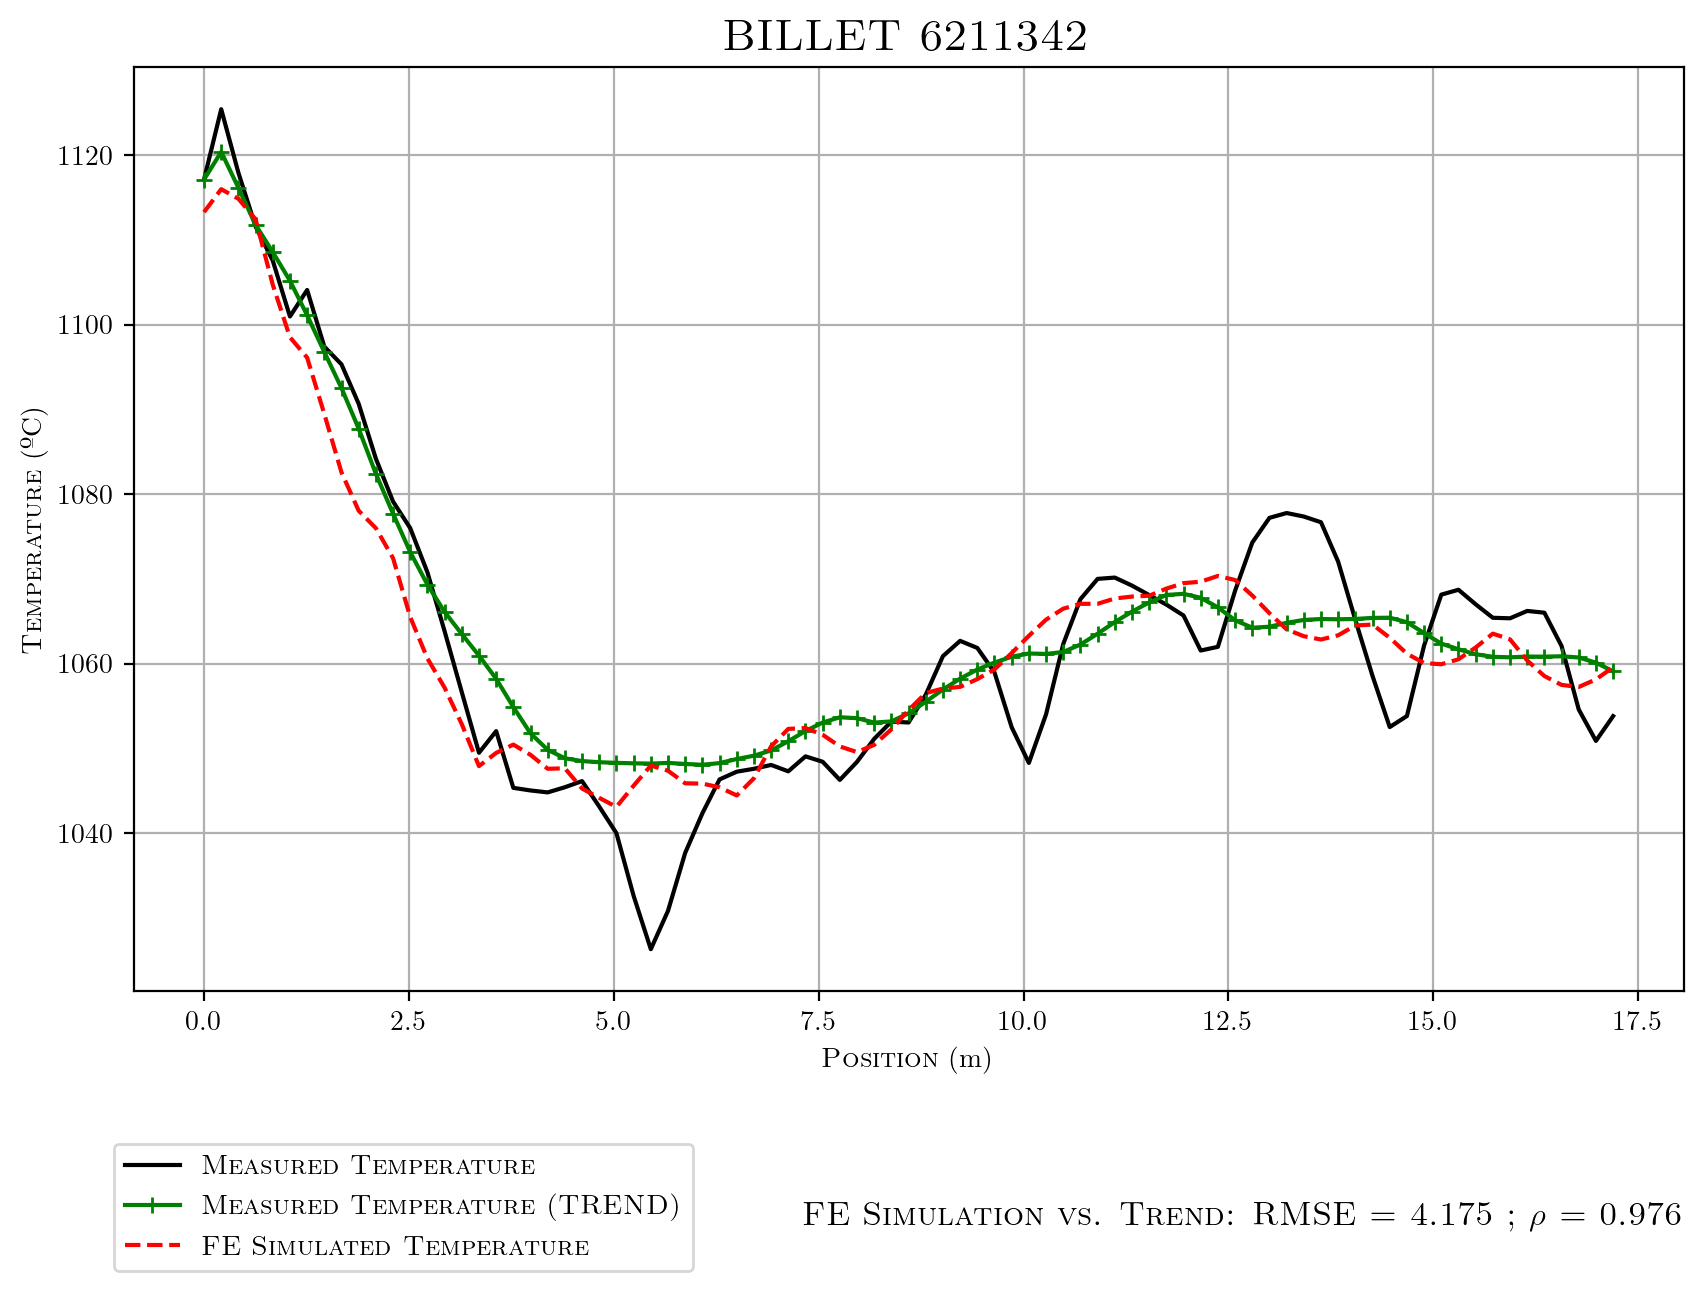 BILLET 6211342
1120
1100
1080
1060
1040
Temperature (ºC)
0.0 2.5 5.0 7.5 10.0 12.5 15.0 17.5
Position (m)
Measured Temperature
Measured Temperature (TREND)
FE Simulated Temperature
FE Simulation vs. Trend: RMSE = 4.175 ; ρ = 0.976